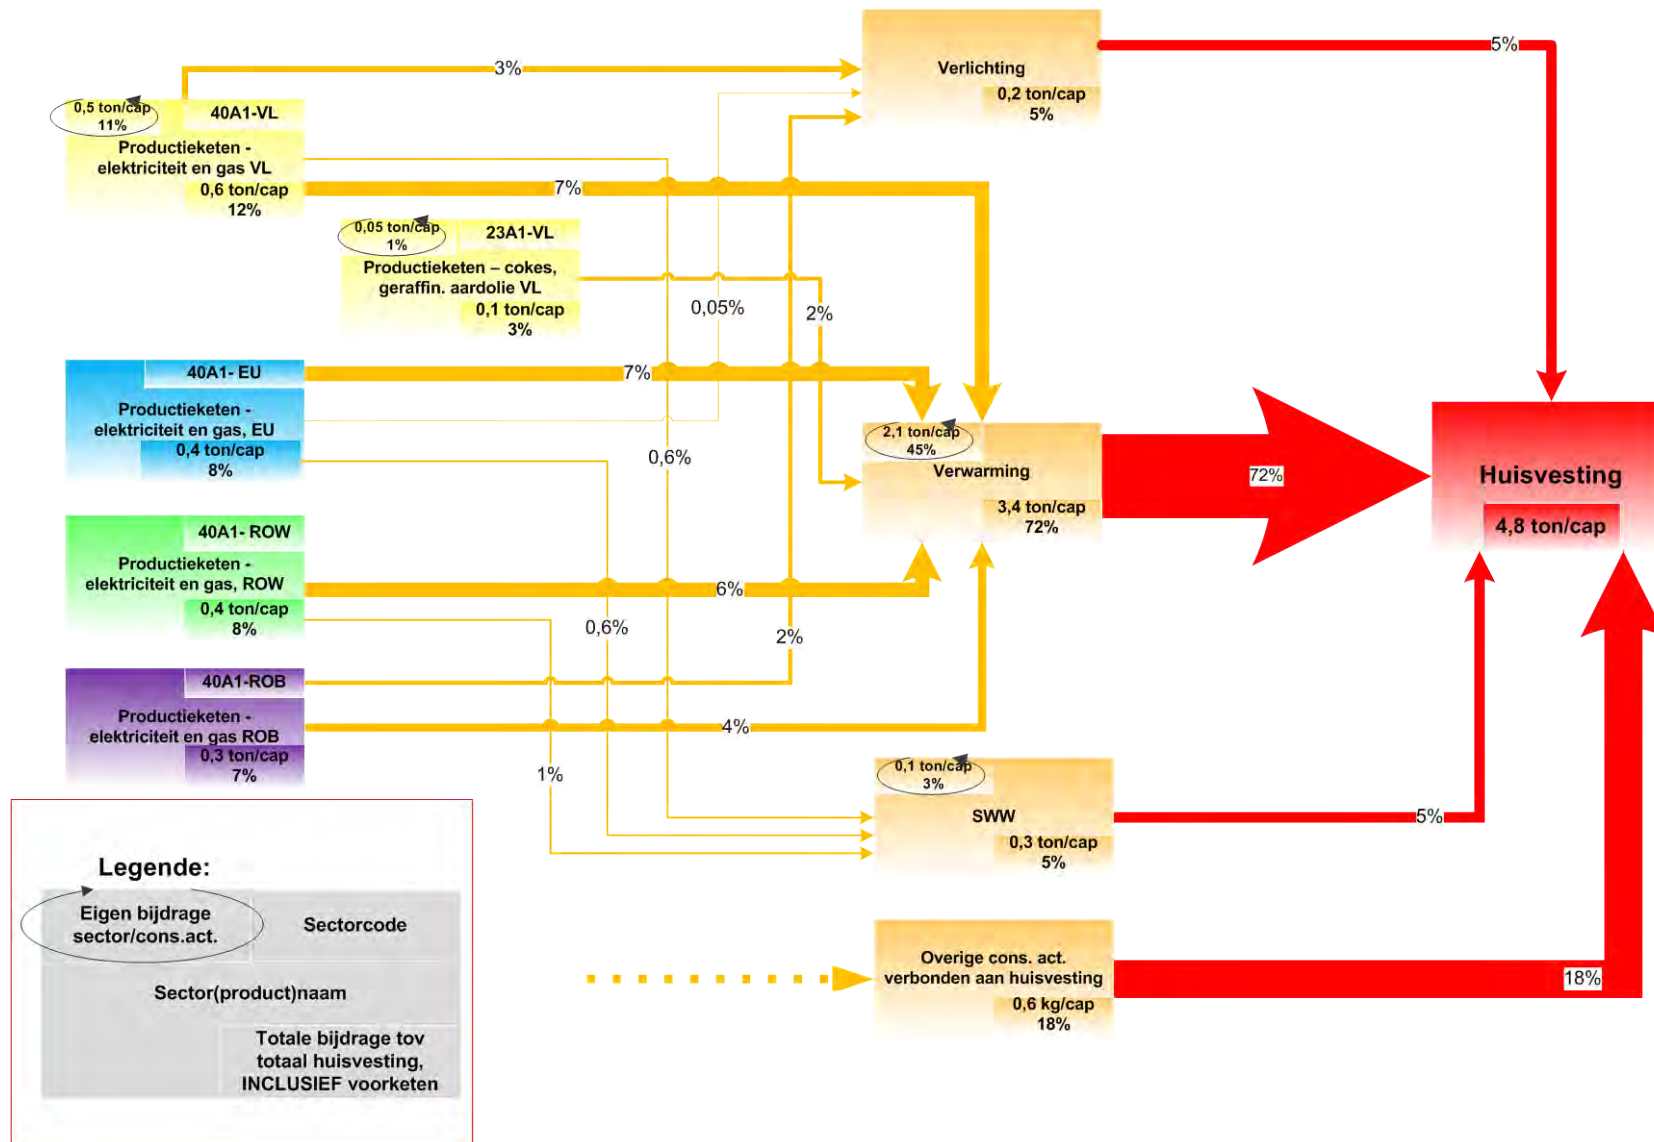 3%
5%
Verlichting
0,2 ton/cap
5%
0,5 ton/cap
11%
40A1-VL
Productieketen -
elektriciteit en gas VL
0,6 ton/cap
12%
7%
0,05 ton/cap
1%
23A1-VL
Productieketen – cokes,
geraffin. aardolie VL
0,1 ton/cap
3%
0,05%
2%
40A1- EU
Productieketen -
elektriciteit en gas, EU
0,4 ton/cap
8%
7%
0,6%
2,1 ton/cap
45%
Verwarming
3,4 ton/cap
72%
72%
Huisvesting
4,8 ton/cap
40A1- ROW
Productieketen -
elektriciteit en gas, ROW
0,4 ton/cap
8%
6%
0,6%
2%
40A1-ROB
Productieketen -
elektriciteit en gas ROB
0,3 ton/cap
7%
4%
1%
0,1 ton/cap
3%
SWW
0,3 ton/cap
5%
5%
Overige cons. act.
verbonden aan huisvesting
0,6 kg/cap
18%
18%
Legende:
Eigen bijdrage
sector/cons.act.
Sectorcode
Sector(product)naam
Totale bijdrage tov
totaal huisvesting,
INCLUSIEF voorketen